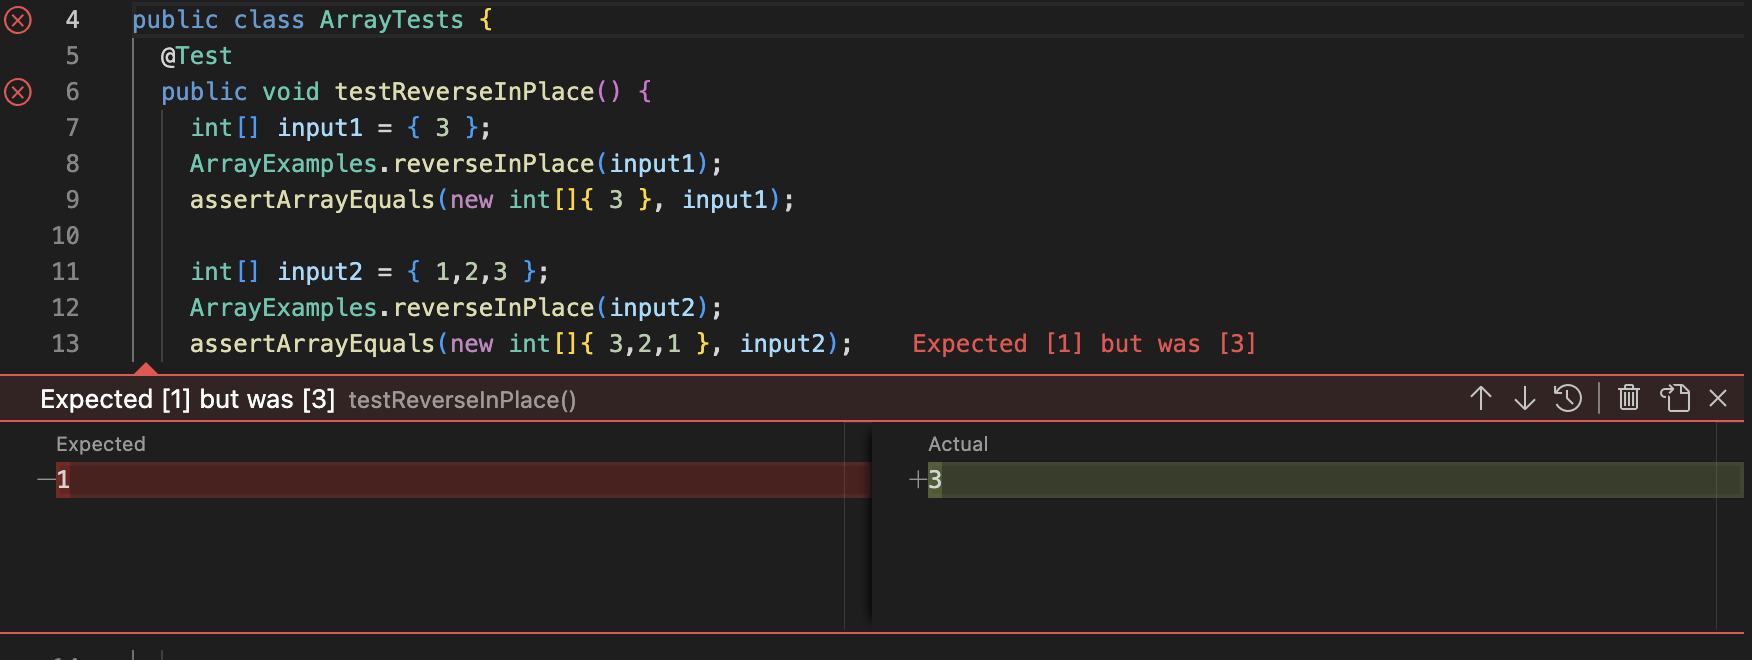 4 public class ArrayTests {
5 @Test
6 public void testReverseInPlace() {
7 int[] input1 = { 3 };
8 ArrayExamples.reverseInPlace(input1);
9 assertArrayEquals(new int[]{ 3 }, input1);
10
11 int[] input2 = { 1,2,3 };
12 ArrayExamples.reverseInPlace(input2);
13 assertArrayEquals(new int[]{ 3,2,1 }, input2); Expected [1] but was [3]
Expected [1] but was [3] testReverseInPlace()
Expected Actual
—1 +3